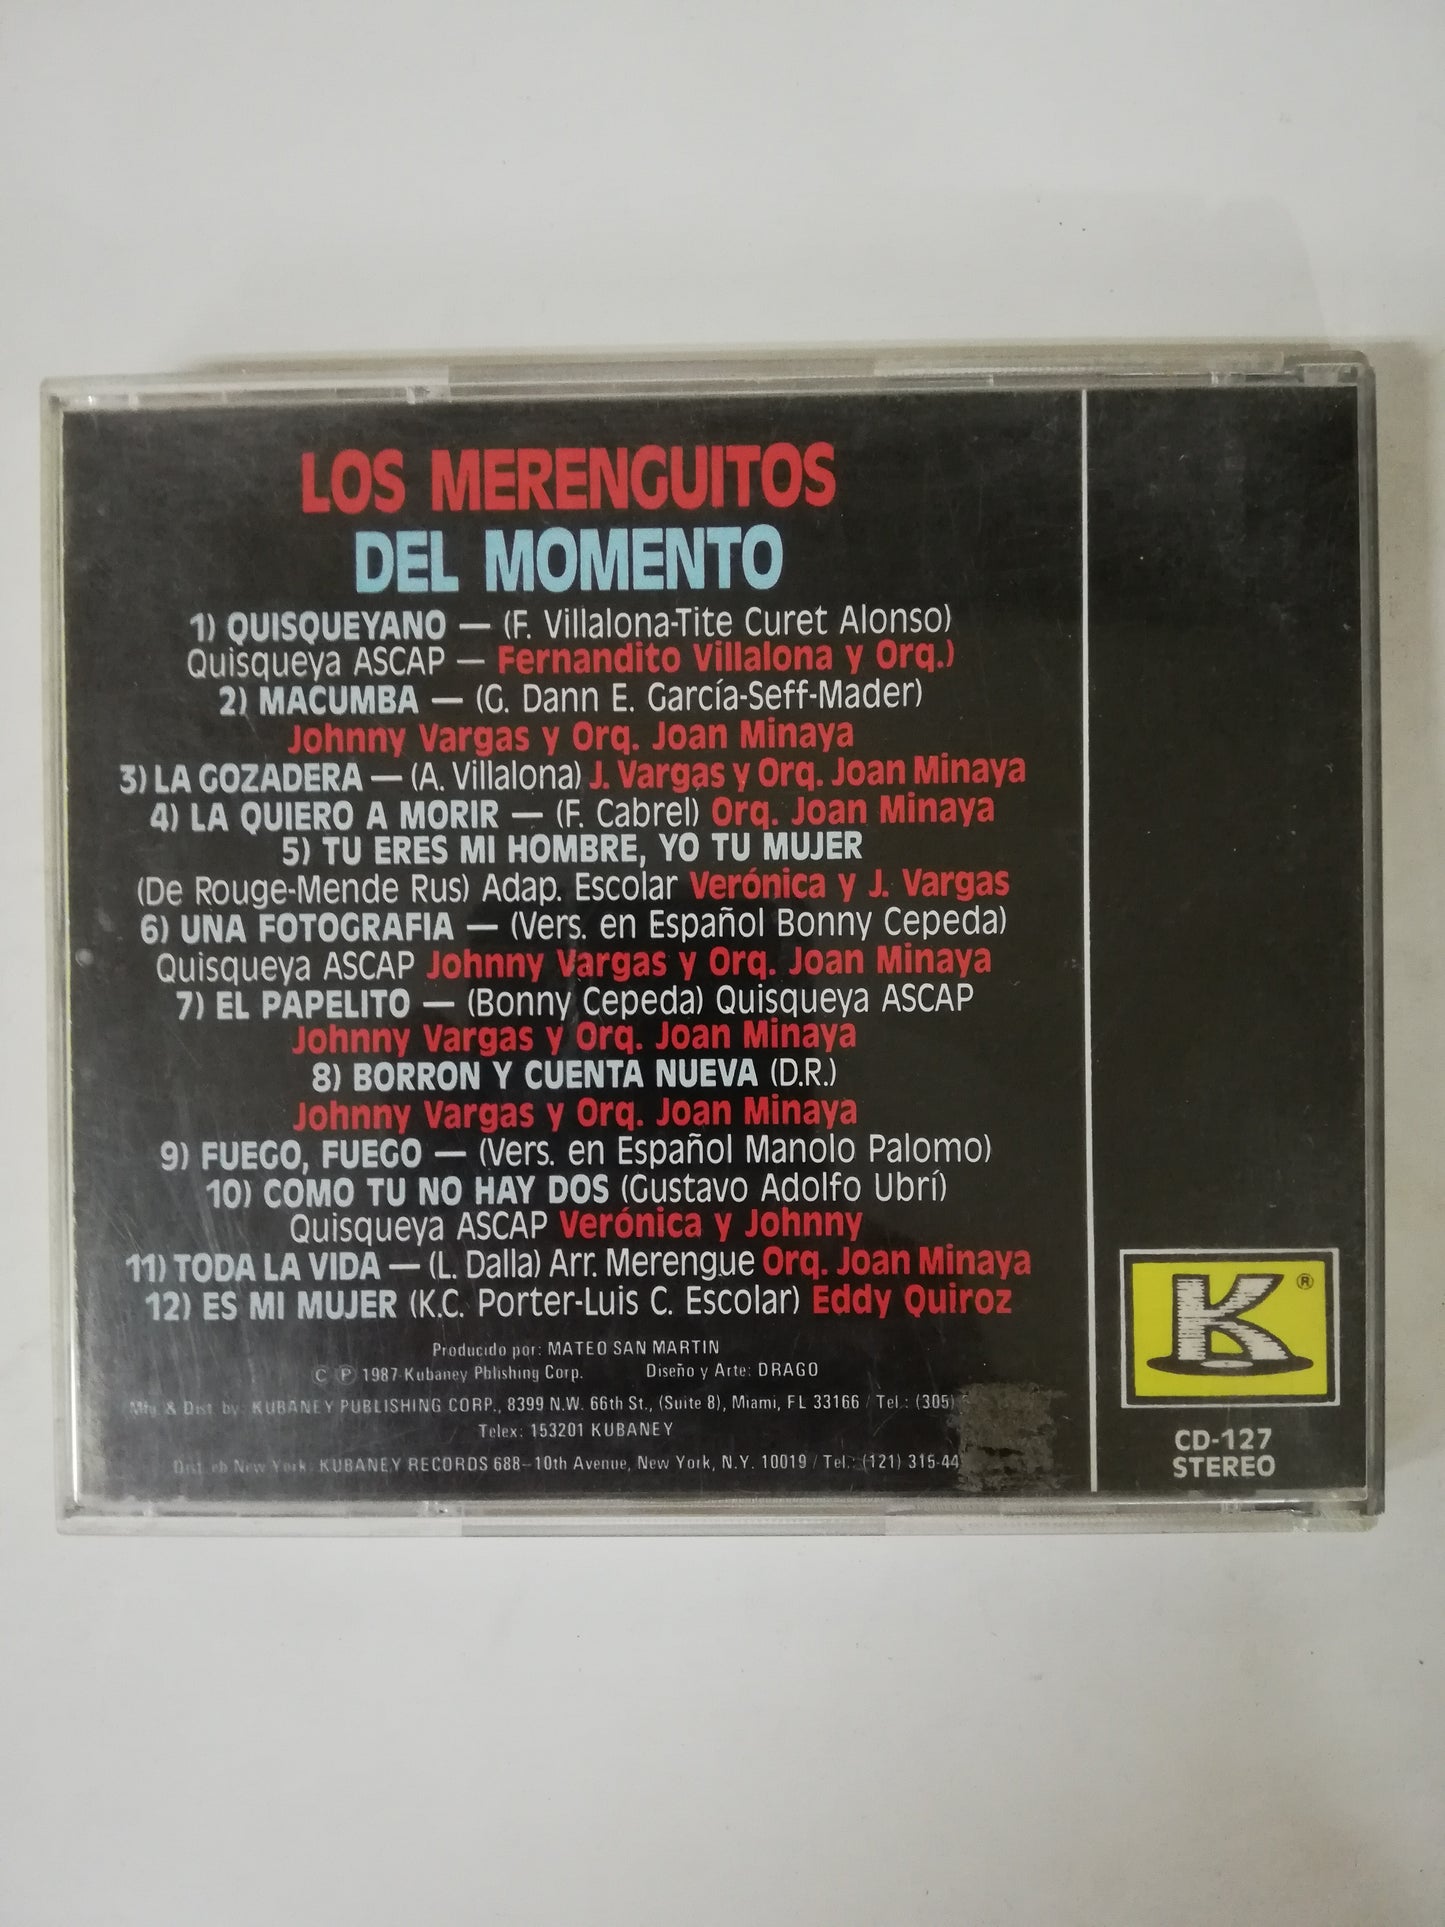 LOS MERENGUITOS
DEL MOMENTO
1) QUISQUEYANO — (F. Villalona-Tite Curet Alonso)
Quisqueya ASCAP — Fernandito Villalona y Orq.)
2) MACUMBA — (G. Dann E. García-Seff-Mader)
Johnny Vargas y Orq. Joan Minaya
3) LA GOZADERA — (A. Villalona) J. Vargas y Orq. Joan Minaya
4) LA QUIERO A MORIR — (F. Cabrel) Orq. Joan Minaya
5) TU ERES MI HOMBRE, YO TU MUJER
(De Rouge-Mende Rus) Adap. Escolar Verónica y J. Vargas
6) UNA FOTOGRAFIA — (Vers. en Español Bonny Cepeda)
Quisqueya ASCAP Johnny Vargas y Orq. Joan Minaya
7) EL PAPELITO — (Bonny Cepeda) Quisqueya ASCAP
Johnny Vargas y Orq. Joan Minaya
8) BORRON Y CUENTA NUEVA (D.R.)
Johnny Vargas y Orq. Joan Minaya
9) FUEGO, FUEGO — (Vers. en Español Manolo Palomo)
10) COMO TU NO HAY DOS (Gustavo Adolfo Ubrí)
Quisqueya ASCAP Verónica y Johnny
11) TODA LA VIDA — (L. Dalla) Arr. Merengue Orq. Joan Minaya
12) ES MI MUJER (K.C. Porter-Luis C. Escolar) Eddy Quiroz
Producido por: MATEO SAN MARTIN
C Ⓟ 1987 Kubaney Pblishing Corp. Diseño y Arte: DRAGO
Mfg. & Dist. by: KUBANEY PUBLISHING CORP., 8399 N.W. 66th St., (Suite 8), Miami, FL 33166 / Tel.: (305)
Telex: 153201 KUBANEY
Dist. en New York: KUBANEY RECORDS 688–10th Avenue, New York, N.Y. 10019 / Tel.: (121) 315-44
K ®
CD-127
STEREO